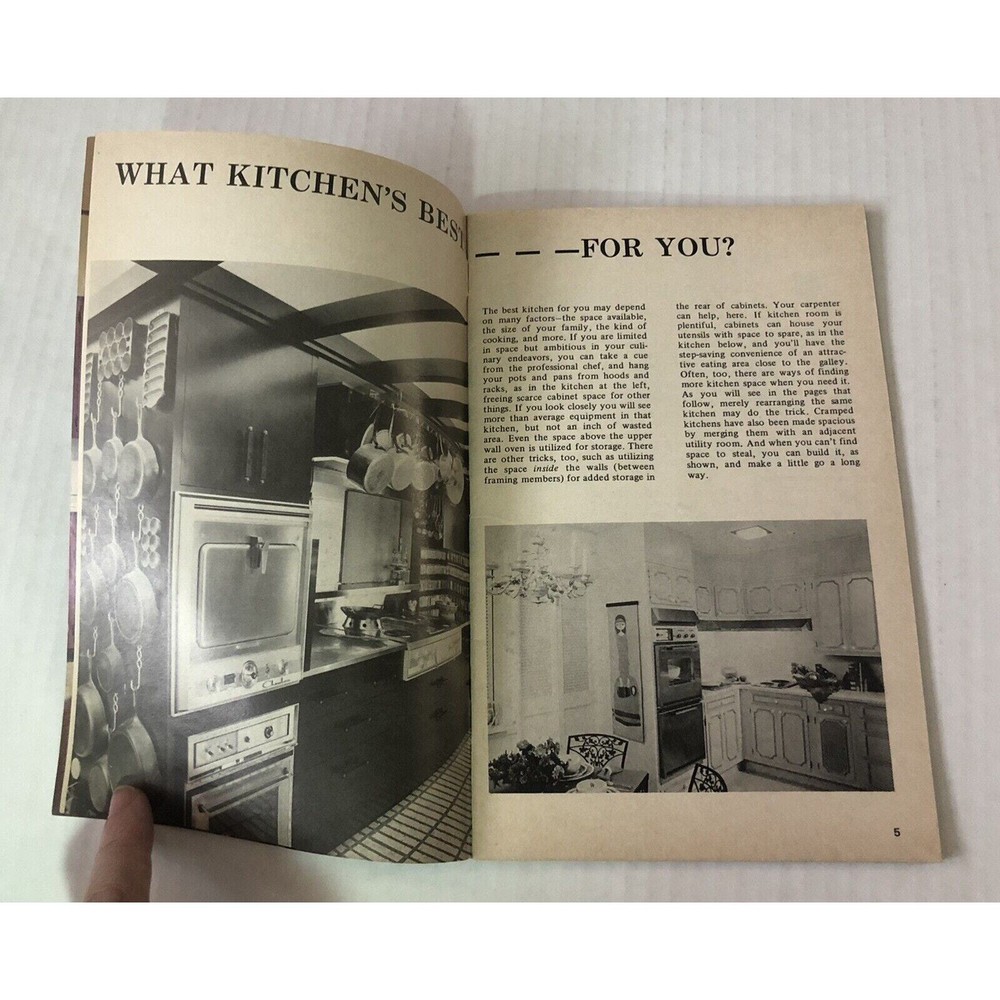 WHAT KITCHEN'S BEST
— — —FOR YOU?
The best kitchen for you may depend
on many factors—the space available,
the size of your family, the kind of
cooking, and more. If you are limited
in space but ambitious in your culi-
nary endeavors, you can take a cue
from the professional chef, and hang
your pots and pans from hoods and
racks, as in the kitchen at the left,
freeing scarce cabinet space for other
things. If you look closely you will see
more than average equipment in that
kitchen, but not an inch of wasted
area. Even the space above the upper
wall oven is utilized for storage. There
are other tricks, too, such as utilizing
the space inside the walls (between
framing members) for added storage in
the rear of cabinets. Your carpenter
can help, here. If kitchen room is
plentiful, cabinets can house your
utensils with space to spare, as in the
kitchen below, and you'll have the
step-saving convenience of an attrac-
tive eating area close to the galley.
Often, too, there are ways of finding
more kitchen space when you need it.
As you will see in the pages that
follow, merely rearranging the same
kitchen may do the trick. Cramped
kitchens have also been made spacious
by merging them with an adjacent
utility room. And when you can't find
space to steal, you can build it, as
shown, and make a little go a long
way.
5